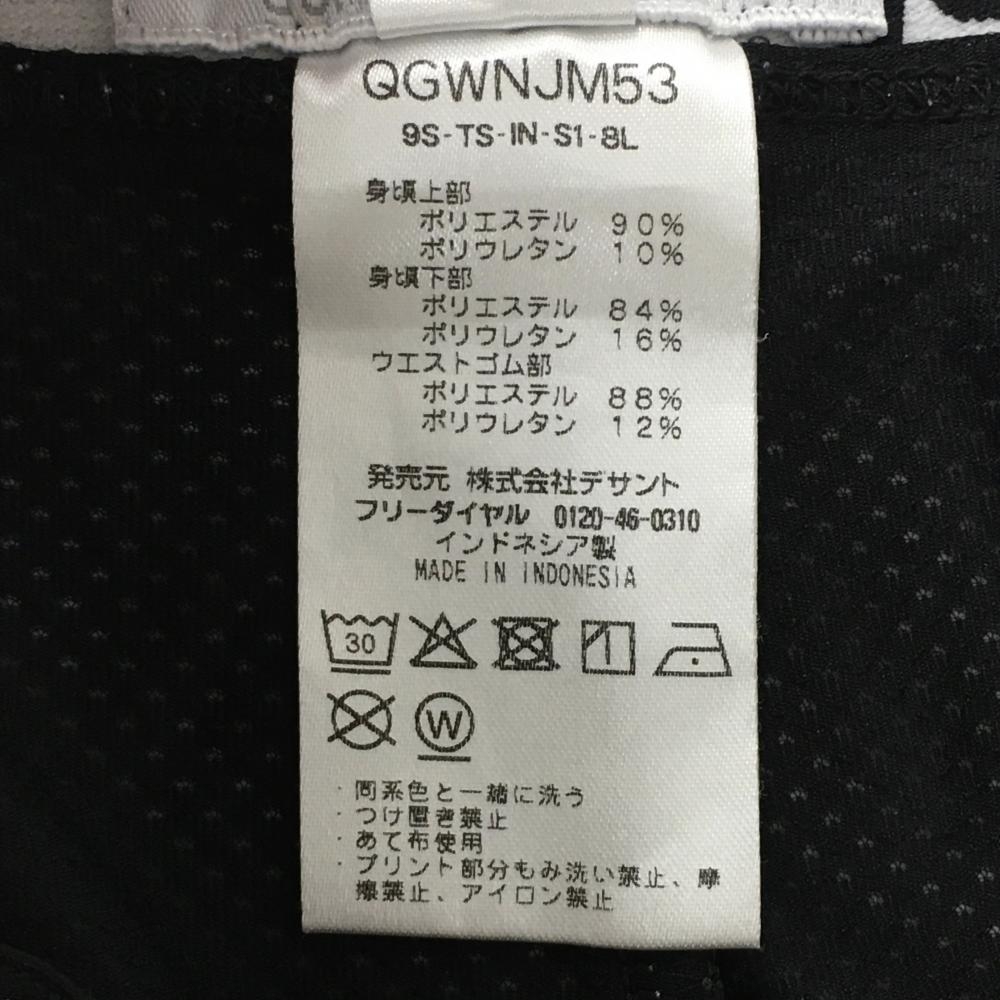 QGWNJM53
9S-TS-IN-S1-8L
身頃上部
ポリエステル 90%
ポリウレタン 10%
身頃下部
ポリエステル 84%
ポリウレタン 16%
ウエストゴム部
ポリエステル 88%
ポリウレタン 12%
発売元 株式会社デサント
フリーダイヤル 0120-46-0310
インドネシア製
MADE IN INDONESIA
30
W
・同系色と一緒に洗う
・つけ置き禁止
・あて布使用
・プリント部分もみ洗い禁止、摩
擦禁止、アイロン禁止